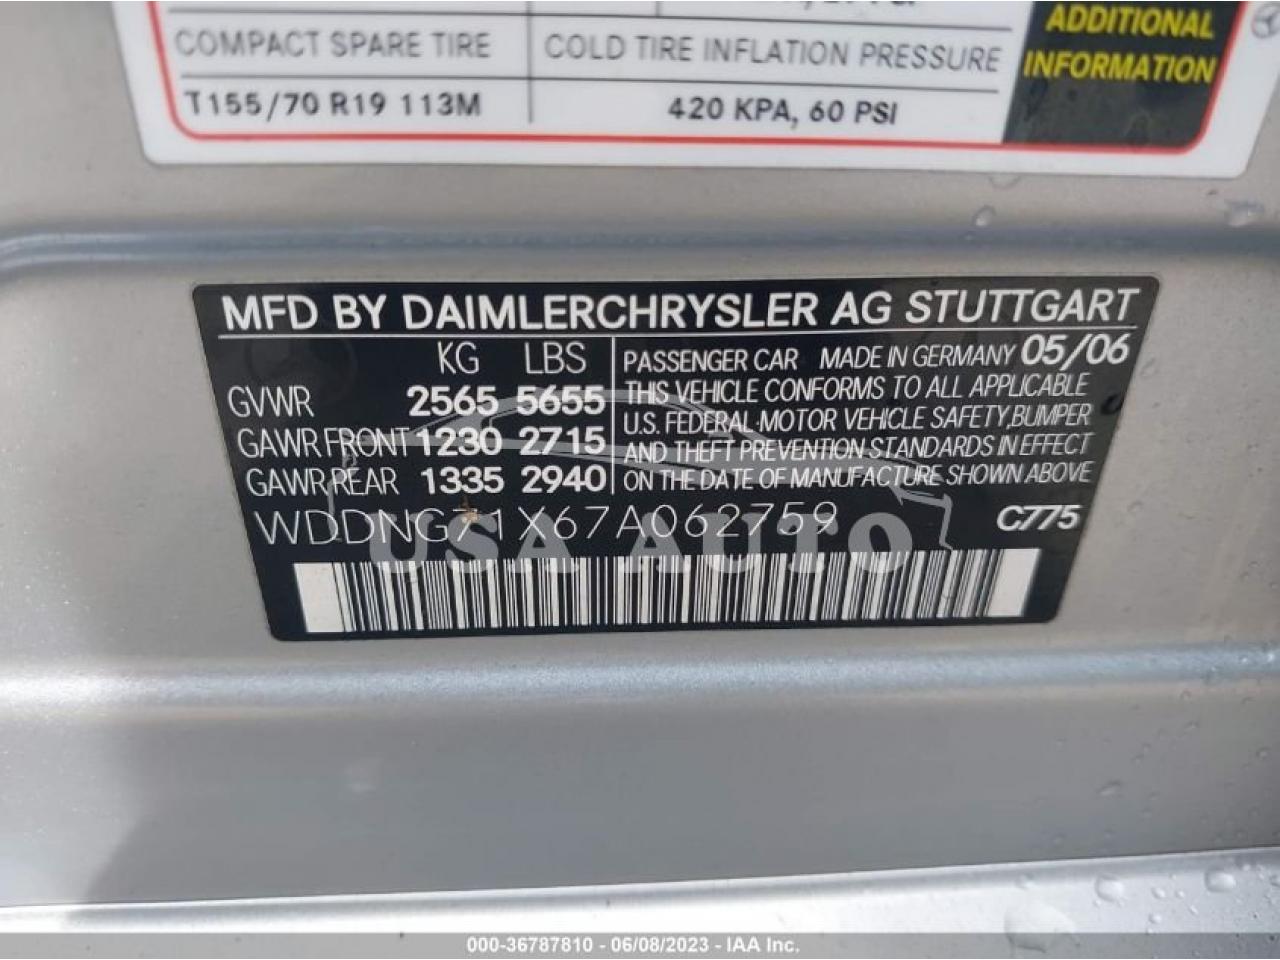 COMPACT SPARE TIRE COLD TIRE INFLATION PRESSURE
T155/70 R19 113M 420 KPA, 60 PSI
ADDITIONAL
INFORMATION
MFD BY DAIMLERCHRYSLER AG STUTTGART
KG LBS
GVWR 2565 5655
GAWR FRONT 1230 2715
GAWR REAR 1335 2940
PASSENGER CAR MADE IN GERMANY 05/06
THIS VEHICLE CONFORMS TO ALL APPLICABLE
U.S. FEDERAL MOTOR VEHICLE SAFETY, BUMPER
AND THEFT PREVENTION STANDARDS IN EFFECT
ON THE DATE OF MANUFACTURE SHOWN ABOVE
WDDNG71X67A062759 C775
USA AUTO
000-36787810 - 06/08/2023 - IAA Inc.